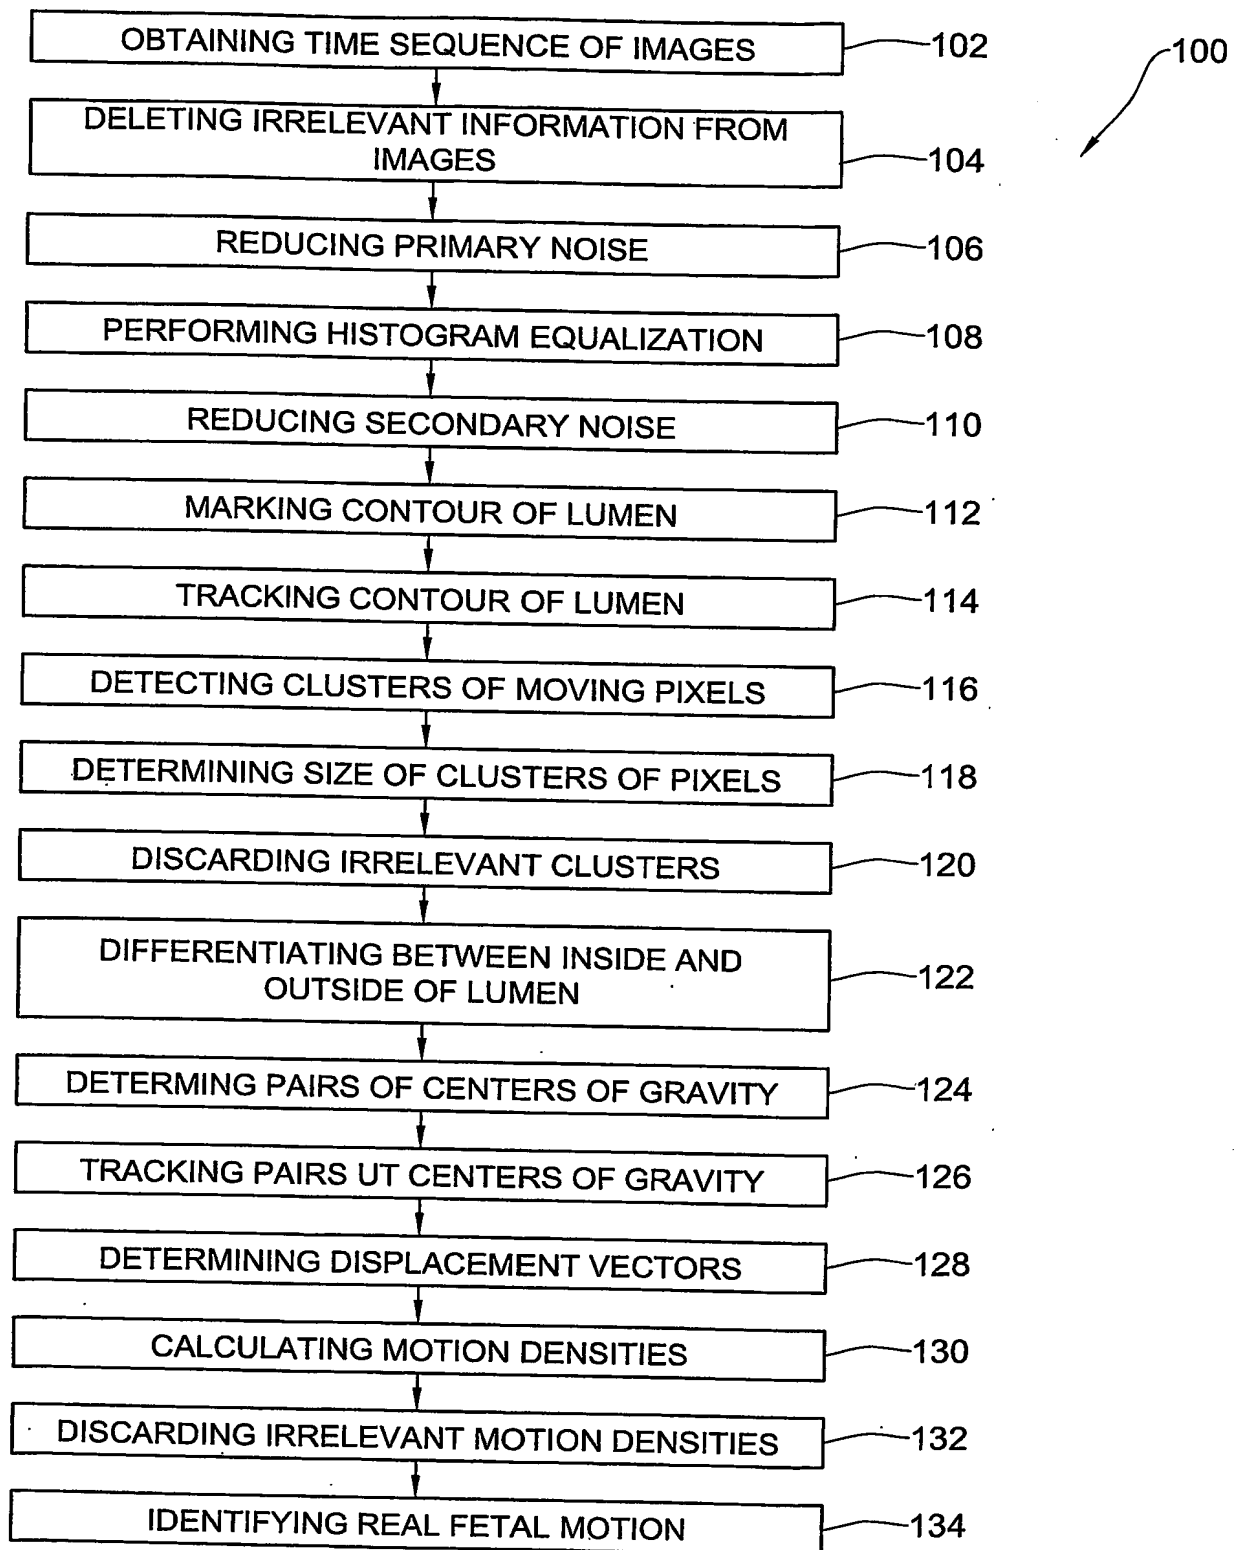 OBTAINING TIME SEQUENCE OF IMAGES 102
100
DELETING IRRELEVANT INFORMATION FROM
IMAGES 104
REDUCING PRIMARY NOISE 106
PERFORMING HISTOGRAM EQUALIZATION 108
REDUCING SECONDARY NOISE 110
MARKING CONTOUR OF LUMEN 112
TRACKING CONTOUR OF LUMEN 114
DETECTING CLUSTERS OF MOVING PIXELS 116
DETERMINING SIZE OF CLUSTERS OF PIXELS 118
DISCARDING IRRELEVANT CLUSTERS 120
DIFFERENTIATING BETWEEN INSIDE AND
OUTSIDE OF LUMEN 122
DETERMING PAIRS OF CENTERS OF GRAVITY 124
TRACKING PAIRS UT CENTERS OF GRAVITY 126
DETERMINING DISPLACEMENT VECTORS 128
CALCULATING MOTION DENSITIES 130
DISCARDING IRRELEVANT MOTION DENSITIES 132
IDENTIFYING REAL FETAL MOTION 134